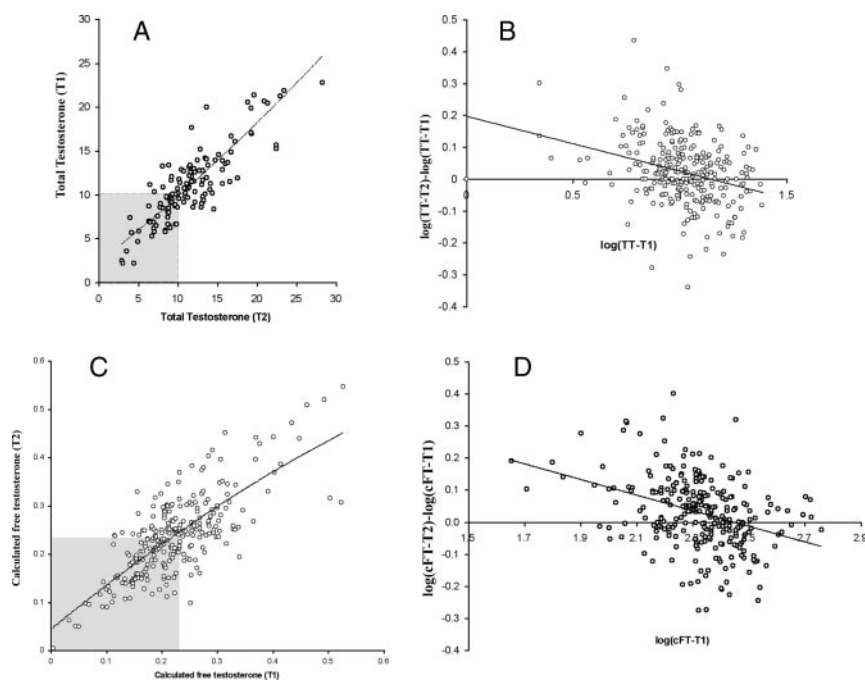 A
30
25
20
15
10
5
0
Total Testosterone (T1)
0 5 10 15 20 25 30
Total Testosterone (T2)
B
0.5
0.4
0.3
0.2
0.1
0
-0.1
-0.2
-0.3
-0.4
log(TT-T2)-log(TT-T1)
0 0.5 1 1.5
log(TT-T1)
C
0.6
0.5
0.4
0.3
0.2
0.1
0
Calculated free testosterone (T2)
0 0.1 0.2 0.3 0.4 0.5 0.6
Calculated free testosterone (T1)
D
0.5
0.4
0.3
0.2
0.1
0.0
-0.1
-0.2
-0.3
-0.4
log(cFT-T2)-log(cFT-T1)
1.5 1.7 1.9 2.1 2.3 2.5 2.7 2.9
log(cFT-T1)